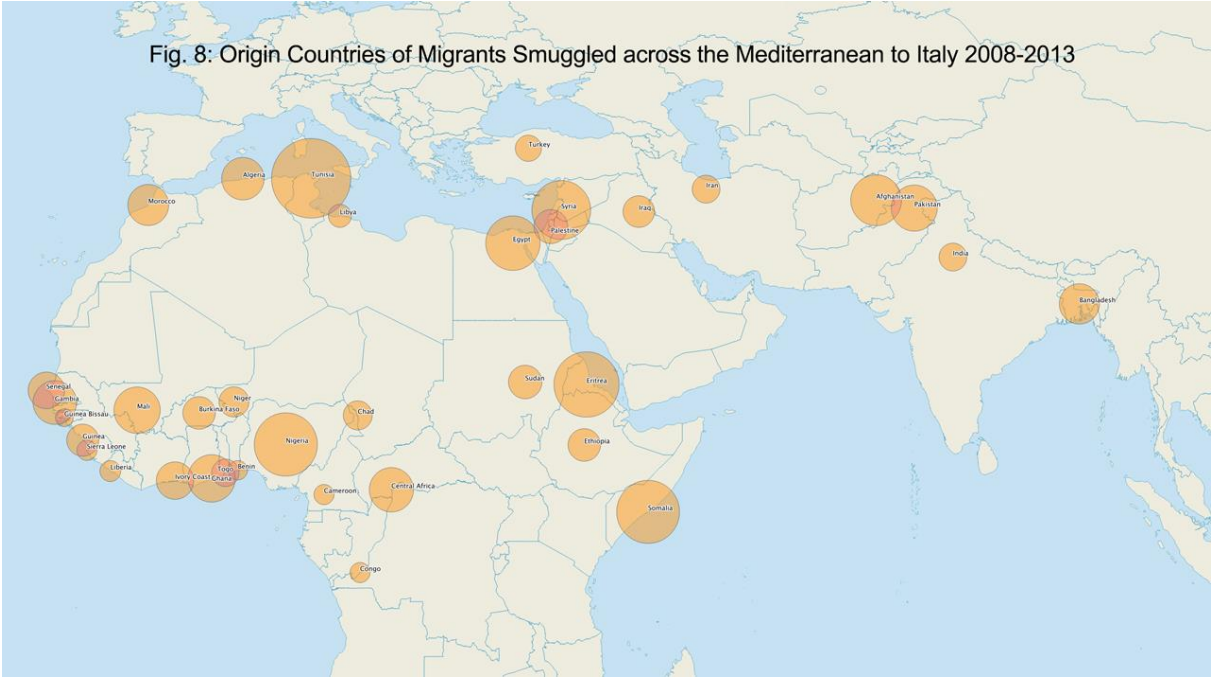 Fig. 8: Origin Countries of Migrants Smuggled across the Mediterranean to Italy 2008-2013
Turkey
Algeria
Tunisia
Iran
Morocco
Libya
Syria
Iraq
Afghanistan
Pakistan
Palestine
Egypt
India
Bangladesh
Senegal
Gambia
Guinea Bissau
Mali
Burkina Faso
Niger
Chad
Sudan
Eritrea
Guinea
Sierra Leone
Nigeria
Ethiopia
Liberia
Ivory Coast
Ghana
Togo
Benin
Cameroon
Central Africa
Somalia
Congo